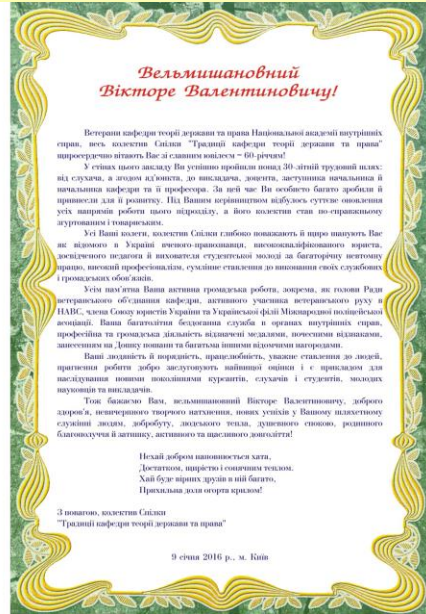 Вельмишановний
Вікторе Валентиновичу!
Ветерани кафедри теорії держави та права Національної академії внутрішніх
справ, весь колектив Спілки "Традиції кафедри теорії держави та права"
щиросердечно вітають Вас зі славним ювілеєм ~ 60-річчям!
У стінах цього закладу Ви успішно пройшли понад 30-літній трудовий шлях:
від слухача, а згодом ад'юнкта, до викладача, доцента, заступника начальника й
начальника кафедри та її професора. За цей час Ви особисто багато зробили й
принесли для її розвитку. Під Вашим керівництвом відбулось суттєве оновлення
усіх напрямів роботи цього підрозділу, а його колектив став по-справжньому
згуртованим і товариським.
Усі Ваші колеги, колектив Спілки глибоко поважають й щиро шанують Вас
як відомого в Україні вченого-правознавця, висококваліфікованого юриста,
досвідченого педагога й вихователя студентської молоді за багаторічну невтомну
працю, високий професіоналізм, сумлінне ставлення до виконання своїх службових
і громадських обов'язків.
Усім пам'ятна Ваша активна громадська робота, зокрема, як голови Ради
ветеранського об'єднання кафедри, активного учасника ветеранського руху в
НАВС, члена Союзу юристів України та Української філії Міжнародної поліцейської
асоціації. Ваша багатолітня бездоганна служба в органах внутрішніх справ,
професійна та громадська діяльність відзначені медалями, почесними відзнаками,
занесенням на Дошку пошани та багатьма іншими відомчими нагородами.
Ваші людяність й порядність, працелюбність, уважне ставлення до людей,
прагнення робити добро заслуговують найвищої оцінки і є прикладом для
наслідування новими поколіннями курсантів, слухачів і студентів, молодих
науковців та викладачів.
Тож бажаємо Вам, вельмишановний Вікторе Валентиновичу, доброго
здоров'я, невичерпного творчого натхнення, нових успіхів у Вашому шляхетному
служінні людям, добробуту, людського тепла, душевного спокою, родинного
благополуччя й затишку, активного та щасливого довголіття!
Нехай добром наповнюється хата,
Достатком, щирістю і сонячним теплом.
Хай буде вірних друзів в ній багато,
Прихильна доля огорта крилом!
З повагою, колектив Спілки
"Традиції кафедри теорії держави та права"
9 січня 2016 р., м. Київ